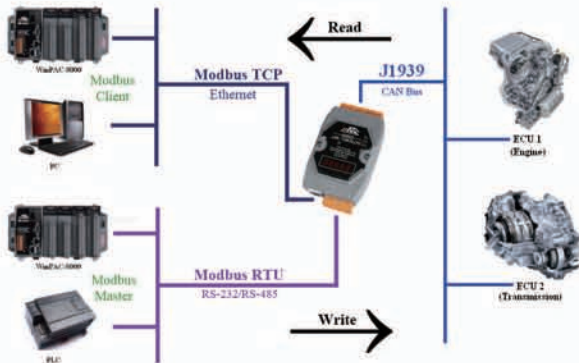 Read
WinPAC-8000
Modbus
Client
Modbus TCP
Ethernet
J1939
CAN Bus
PC
ECU 1
(Engine)
WinPAC-8000
Modbus
Master
Modbus RTU
RS-232/RS-485
PLC
Write
ECU 2
(Transmission)